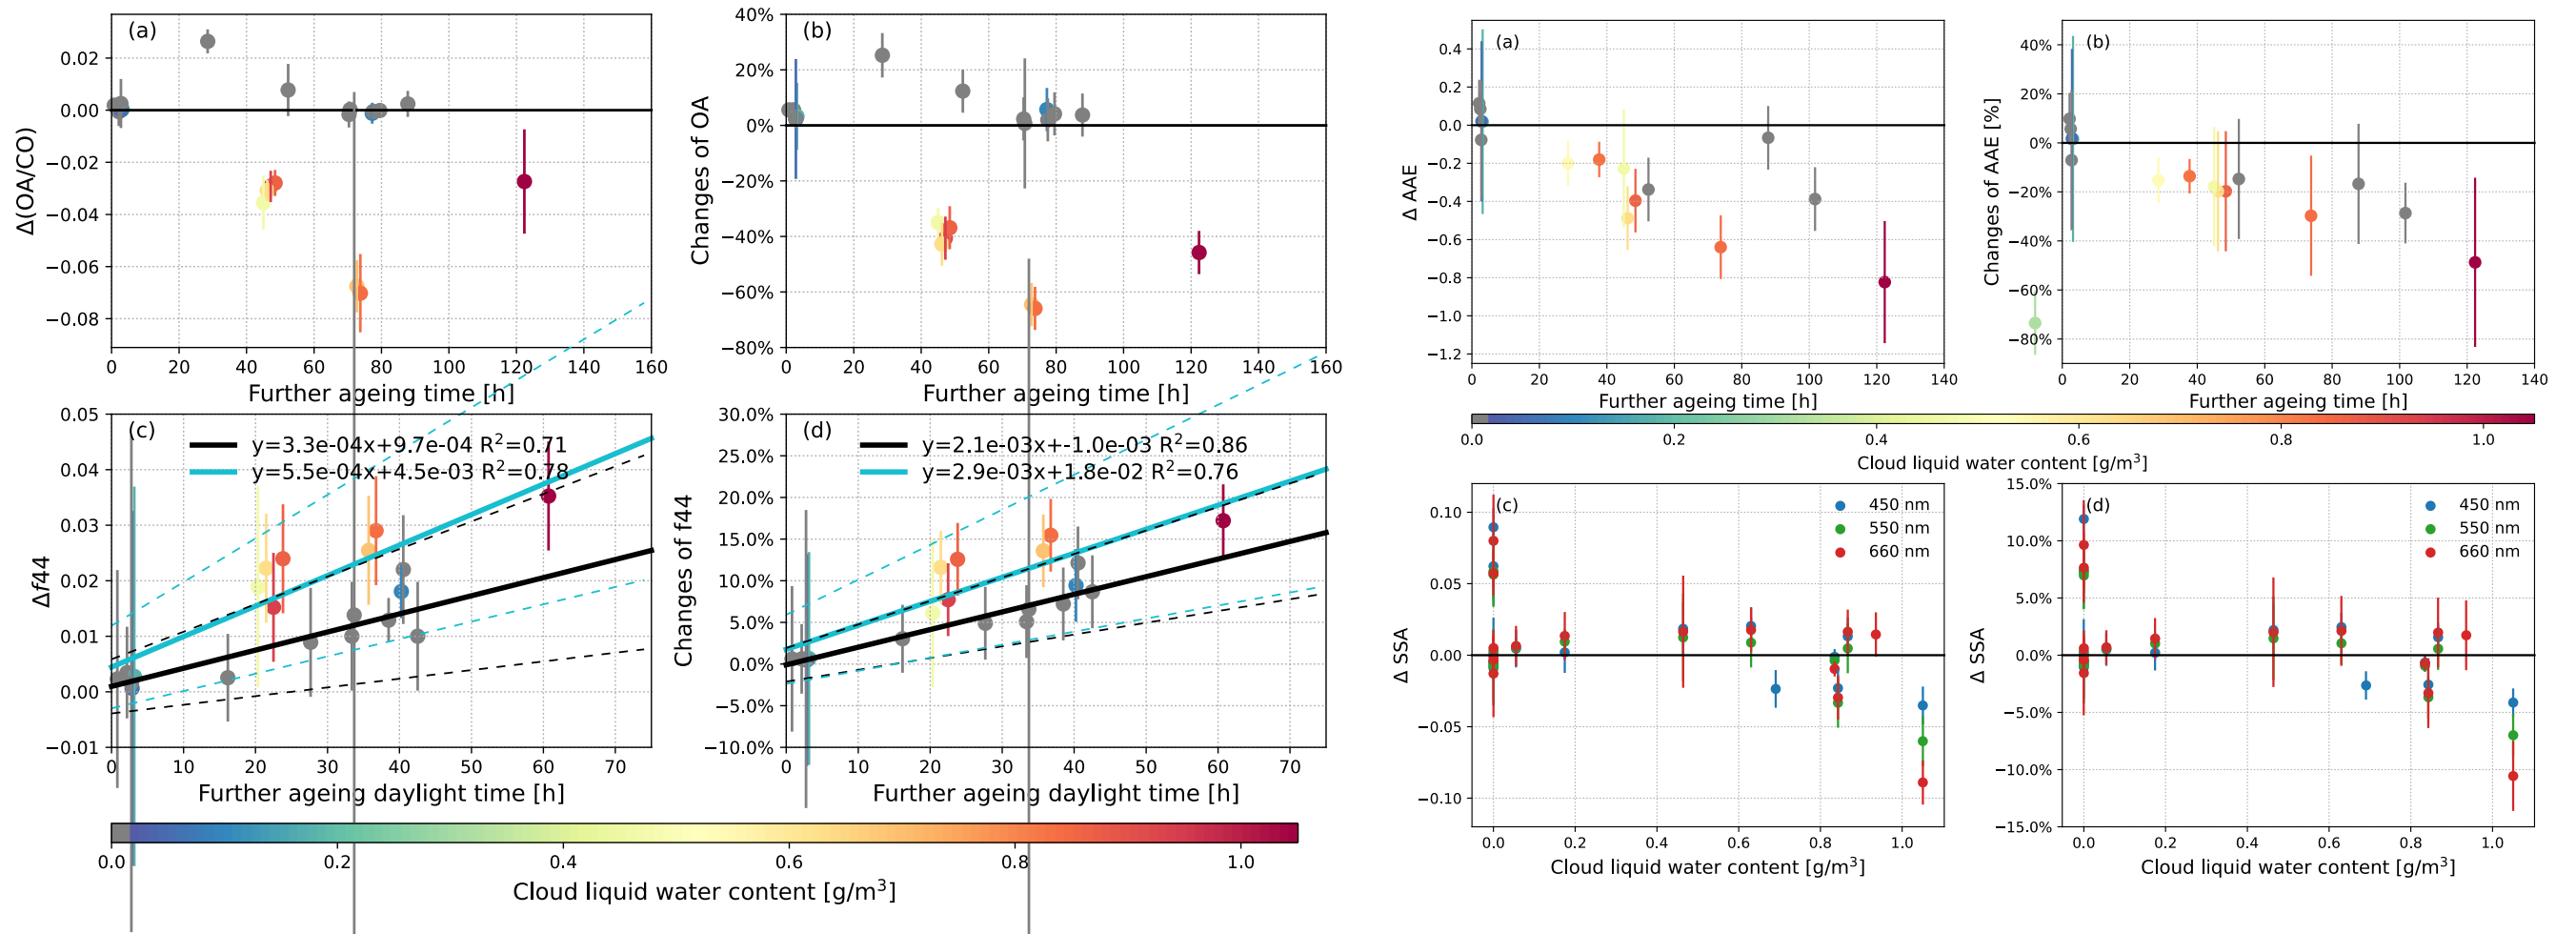 (a)
0.02
0.00
−0.02
−0.04
−0.06
−0.08
Δ(OA/CO)
0 20 40 60 80 100 120 140 160
Further ageing time [h]
(b)
40%
20%
0%
−20%
−40%
−60%
−80%
Changes of OA
0 20 40 60 80 100 120 140 160
Further ageing time [h]
(c)
y=3.3e-04x+9.7e-04 R²=0.71
y=5.5e-04x+4.5e-03 R²=0.78
0.05
0.04
0.03
0.02
0.01
0.00
−0.01
Δf44
0 10 20 30 40 50 60 70
Further ageing daylight time [h]
(d)
y=2.1e-03x+-1.0e-03 R²=0.86
y=2.9e-03x+1.8e-02 R²=0.76
30.0%
25.0%
20.0%
15.0%
10.0%
5.0%
0.0%
−5.0%
−10.0%
Changes of f44
0 10 20 30 40 50 60 70
Further ageing daylight time [h]
0.0 0.2 0.4 0.6 0.8 1.0
Cloud liquid water content [g/m³]
(a)
0.4
0.2
0.0
−0.2
−0.4
−0.6
−0.8
−1.0
−1.2
Δ AAE
0 20 40 60 80 100 120 140
Further ageing time [h]
(b)
40%
20%
0%
−20%
−40%
−60%
−80%
Changes of AAE [%]
0 20 40 60 80 100 120 140
Further ageing time [h]
0.0 0.2 0.4 0.6 0.8 1.0
Cloud liquid water content [g/m³]
(c)
450 nm
550 nm
660 nm
0.10
0.05
0.00
−0.05
−0.10
Δ SSA
0.0 0.2 0.4 0.6 0.8 1.0
Cloud liquid water content [g/m³]
(d)
450 nm
550 nm
660 nm
15.0%
10.0%
5.0%
0.0%
−5.0%
−10.0%
−15.0%
Δ SSA
0.0 0.2 0.4 0.6 0.8 1.0
Cloud liquid water content [g/m³]